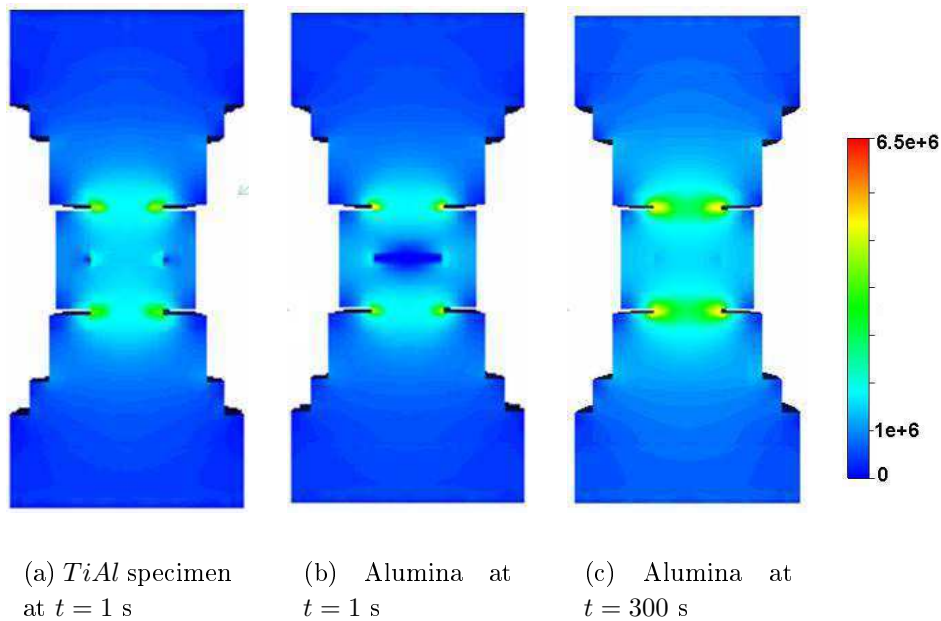 6.5e+6
1e+6
0
(a) TiAl specimen
at t = 1 s
(b) Alumina at
t = 1 s
(c) Alumina at
t = 300 s